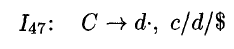 I₄₇: C → d·, c/d/$